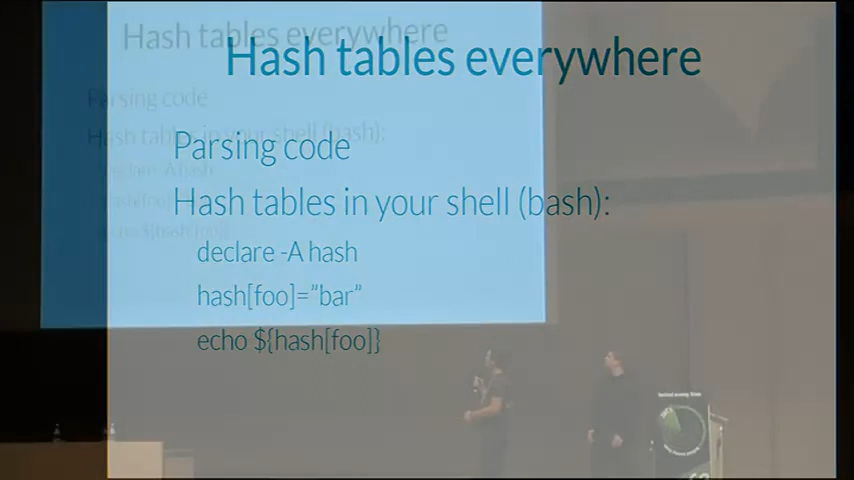 Hash tables everywhere
Parsing code
Hash tables in your shell (bash):
declare -A hash
hash[foo]=”bar”
echo ${hash[foo]}